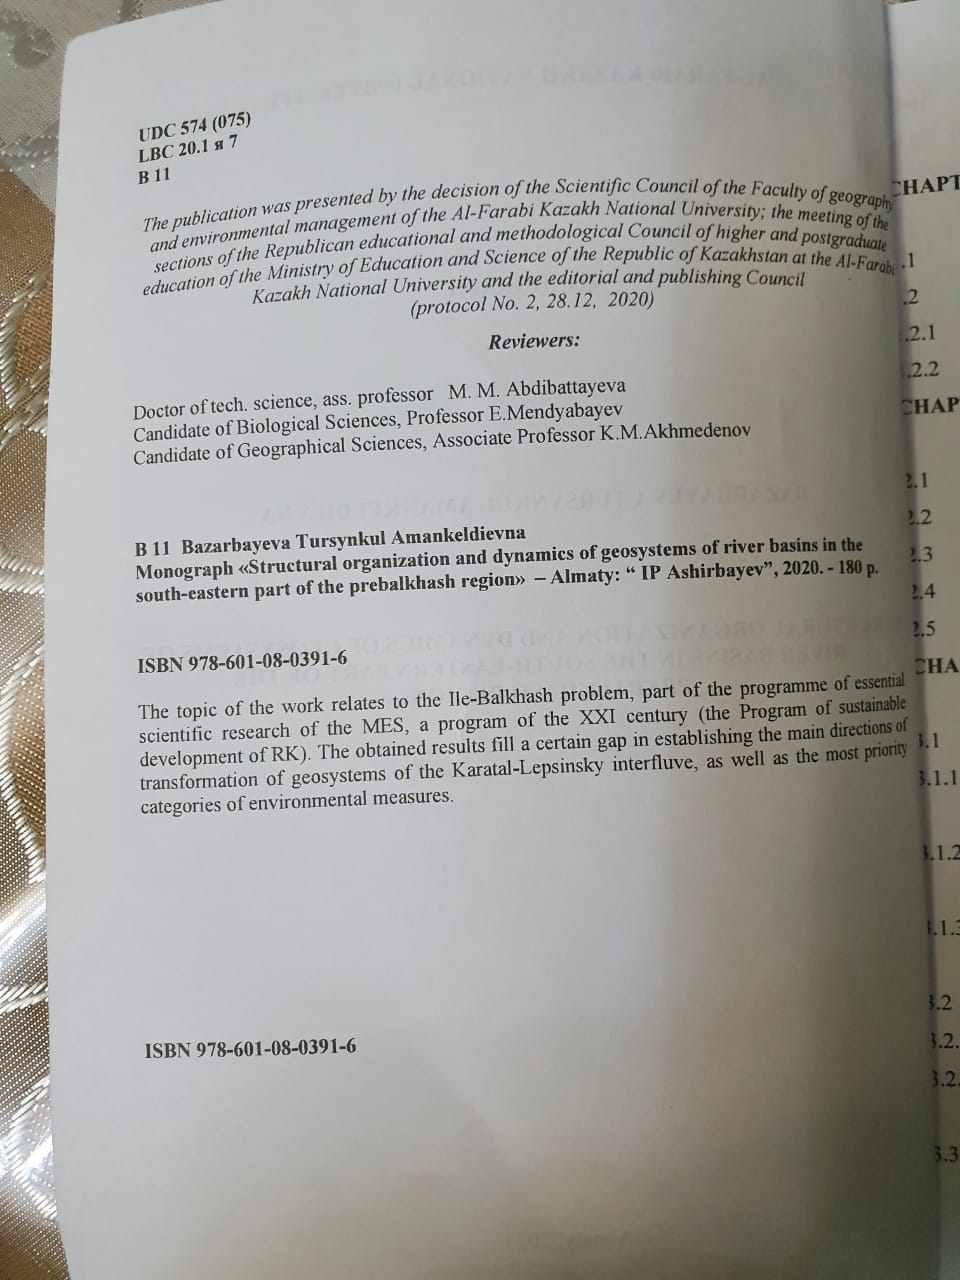 UDC 574 (075)
LBC 20.1 я 7
B 11
The publication was presented by the decision of the Scientific Council of the Faculty of geography
and environmental management of the Al-Farabi Kazakh National University; the meeting of the
sections of the Republican educational and methodological Council of higher and postgraduate
education of the Ministry of Education and Science of the Republic of Kazakhstan at the Al-Farabi
Kazakh National University and the editorial and publishing Council
(protocol No. 2, 28.12, 2020)
Reviewers:
Doctor of tech. science, ass. professor M. M. Abdibattayeva
Candidate of Biological Sciences, Professor E.Mendyabayev
Candidate of Geographical Sciences, Associate Professor K.M.Akhmedenov
B 11 Bazarbayeva Tursynkul Amankeldievna
Monograph «Structural organization and dynamics of geosystems of river basins in the
south-eastern part of the prebalkhash region» – Almaty: “ IP Ashirbayev”, 2020. - 180 p.
ISBN 978-601-08-0391-6
The topic of the work relates to the Ile-Balkhash problem, part of the programme of essential
scientific research of the MES, a program of the XXI century (the Program of sustainable
development of RK). The obtained results fill a certain gap in establishing the main directions of
transformation of geosystems of the Karatal-Lepsinsky interfluve, as well as the most priority
categories of environmental measures.
ISBN 978-601-08-0391-6
CHAPT
.1
.2
.2.1
.2.2
CHAP
2.1
2.2
2.3
2.4
2.5
CHA
3.1
3.1.1
3.1.2
3.1.3
3.2
3.2.
3.2.
3.3